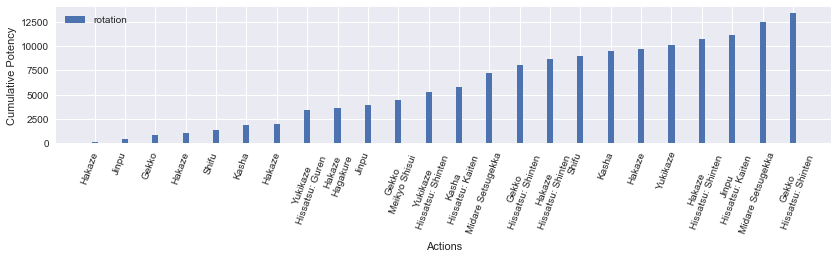 rotation
Cumulative Potency
12500
10000
7500
5000
2500
0
Hakaze
Jinpu
Gekko
Hakaze
Shifu
Kasha
Hakaze
Yukikaze
Hissatsu: Guren
Hakaze
Hagakure
Jinpu
Gekko
Meikyo Shisui
Yukikaze
Hissatsu: Shinten
Kasha
Hissatsu: Kaiten
Midare Setsugekka
Gekko
Hissatsu: Shinten
Hakaze
Hissatsu: Shinten
Shifu
Kasha
Hakaze
Yukikaze
Hakaze
Hissatsu: Shinten
Jinpu
Hissatsu: Kaiten
Midare Setsugekka
Gekko
Hissatsu: Shinten
Actions